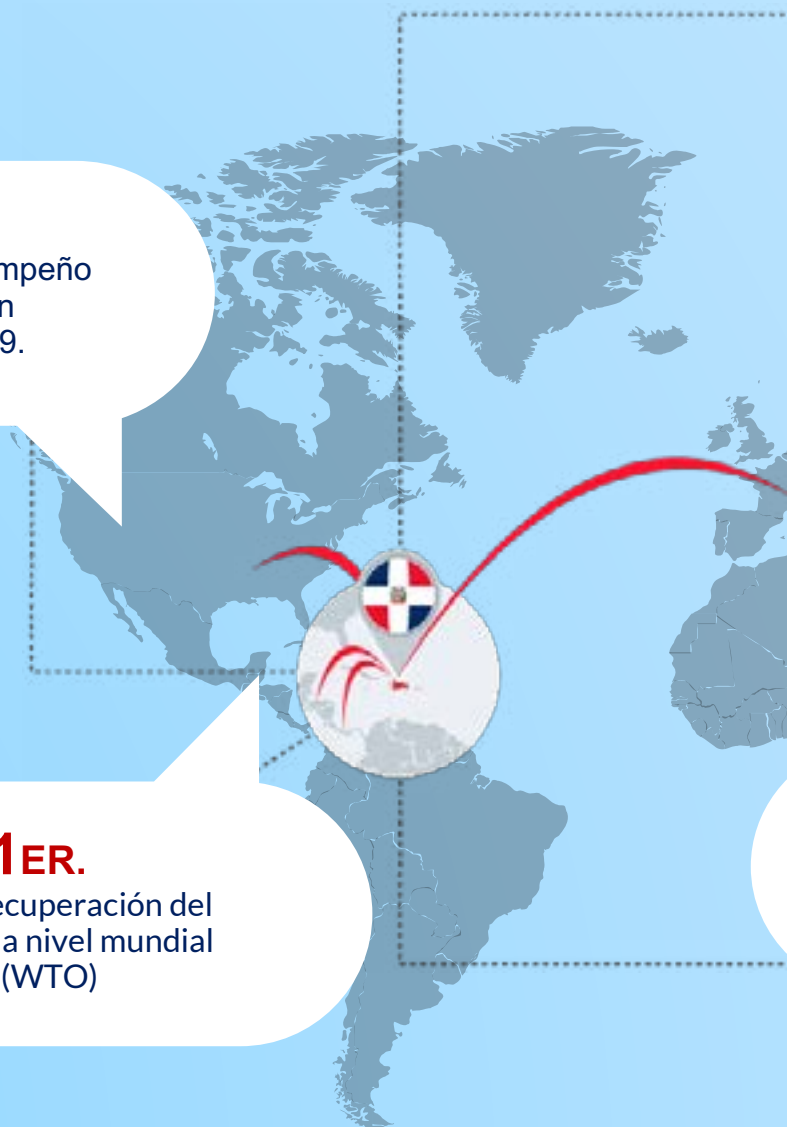 mpeño
n
9.
1ER.
ecuperación del
a nivel mundial
(WTO)